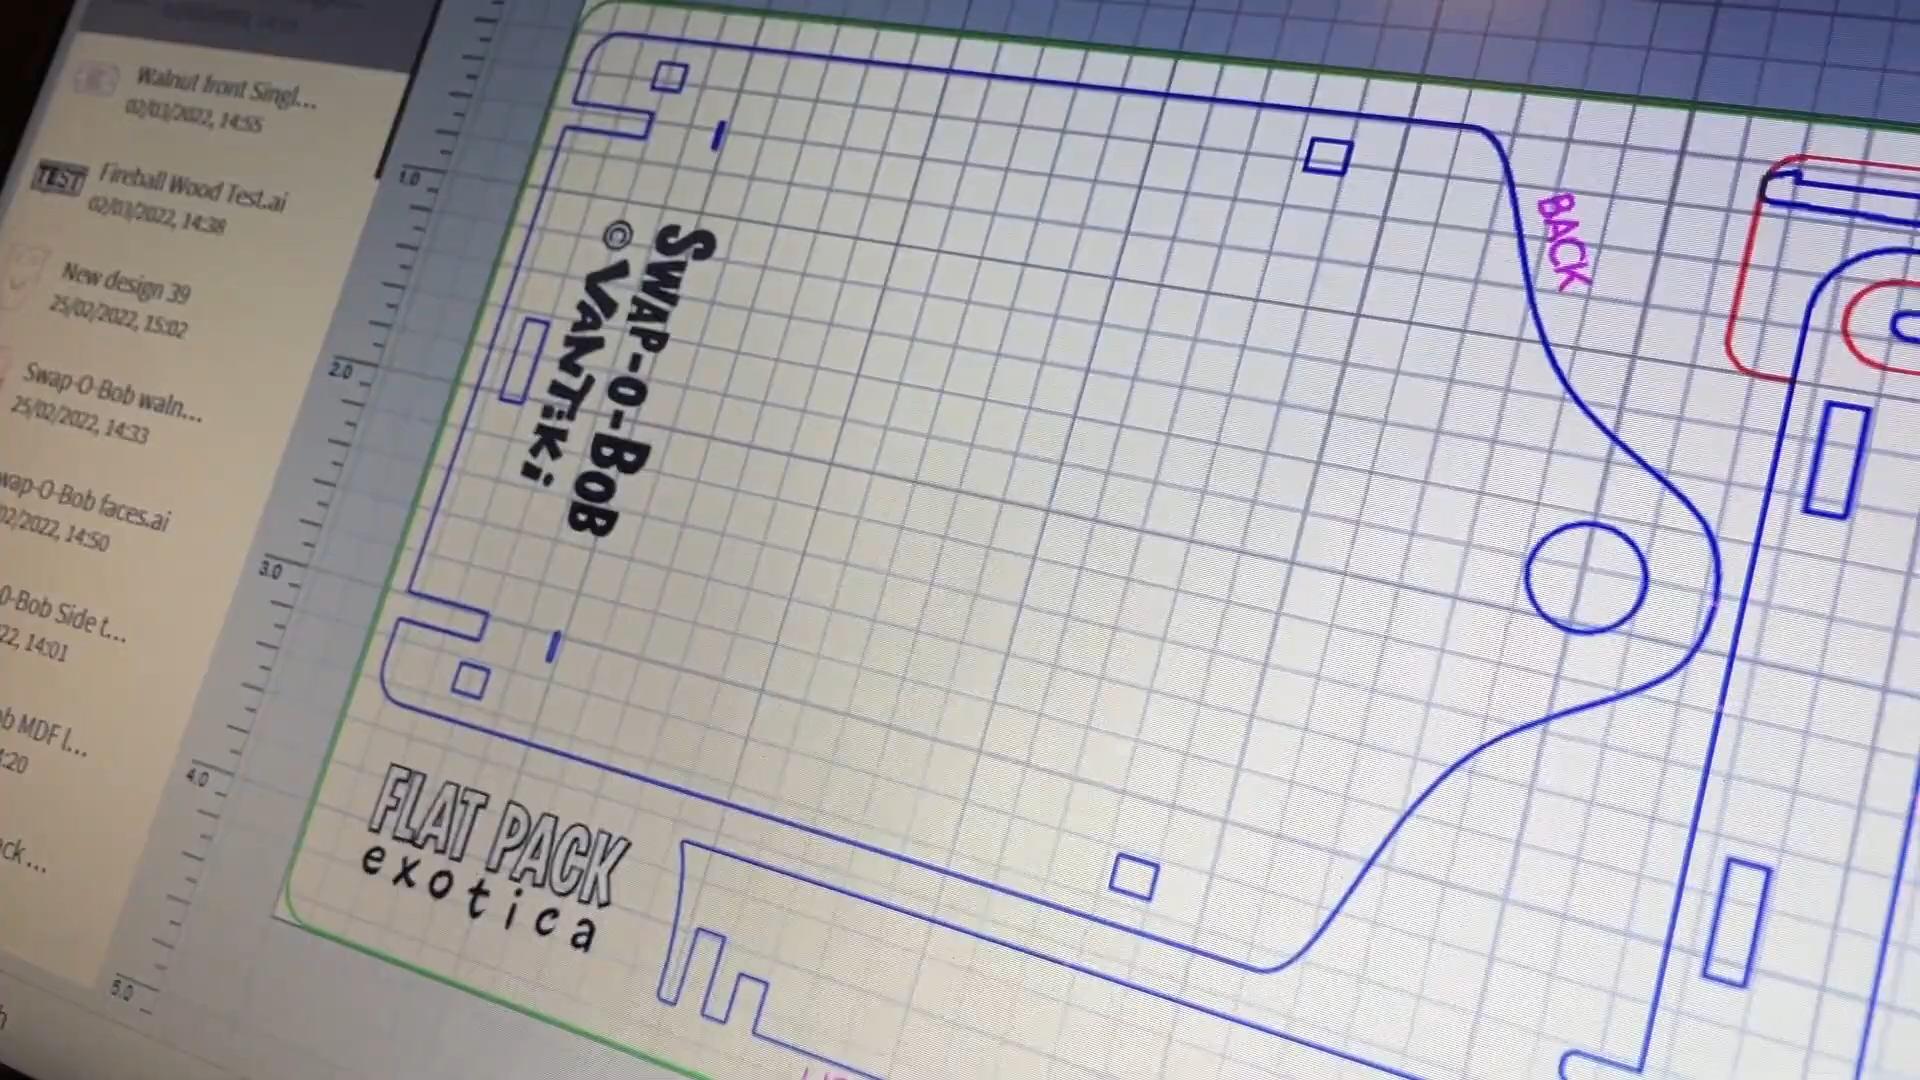 Walnut front Singl...
02/03/2022, 14:55
TEST
Fireball Wood Test.ai
02/03/2022, 14:38
New design 39
25/02/2022, 15:02
Swap-O-Bob waln...
25/02/2022, 14:33
wap-O-Bob faces.ai
02/2022, 14:50
O-Bob Side t...
22, 14:01
ob MDF l...
4:20
ck...
1.0
2.0
3.0
4.0
5.0
SWAP-O-BOB
© VANTiKi
BACK
FLAT PACK
exotica